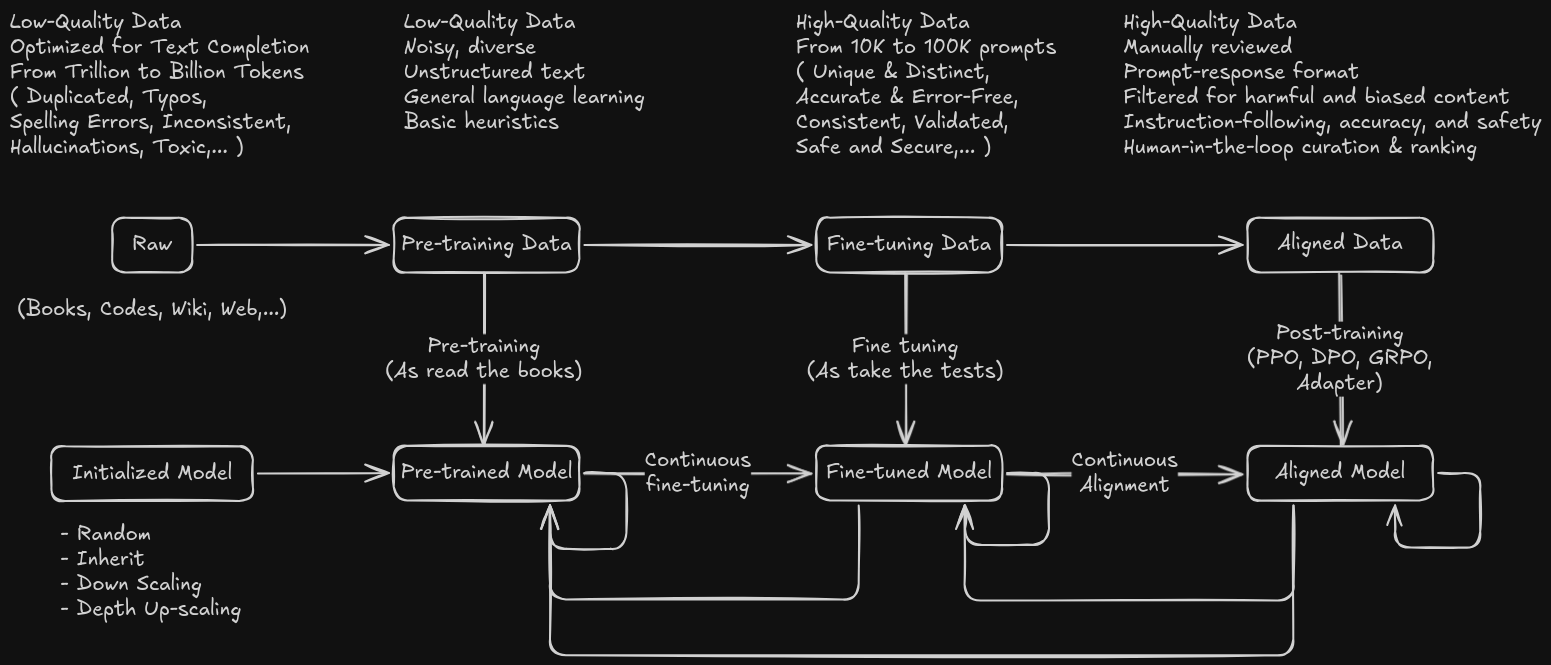 Low-Quality Data
Optimized for Text Completion
From Trillion to Billion Tokens
( Duplicated, Typos,
Spelling Errors, Inconsistent,
Hallucinations, Toxic,... )
Low-Quality Data
Noisy, diverse
Unstructured text
General language learning
Basic heuristics
High-Quality Data
From 10K to 100K prompts
( Unique & Distinct,
Accurate & Error-Free,
Consistent, Validated,
Safe and Secure,... )
High-Quality Data
Manually reviewed
Prompt-response format
Filtered for harmful and biased content
Instruction-following, accuracy, and safety
Human-in-the-loop curation & ranking
Raw
Pre-training Data
Fine-tuning Data
Aligned Data
(Books, Codes, Wiki, Web,...)
Pre-training
(As read the books)
Fine tuning
(As take the tests)
Post-training
(PPO, DPO, GRPO,
Adapter)
Initialized Model
Pre-trained Model
Continuous
fine-tuning
Fine-tuned Model
Continuous
Alignment
Aligned Model
- Random
- Inherit
- Down Scaling
- Depth Up-scaling